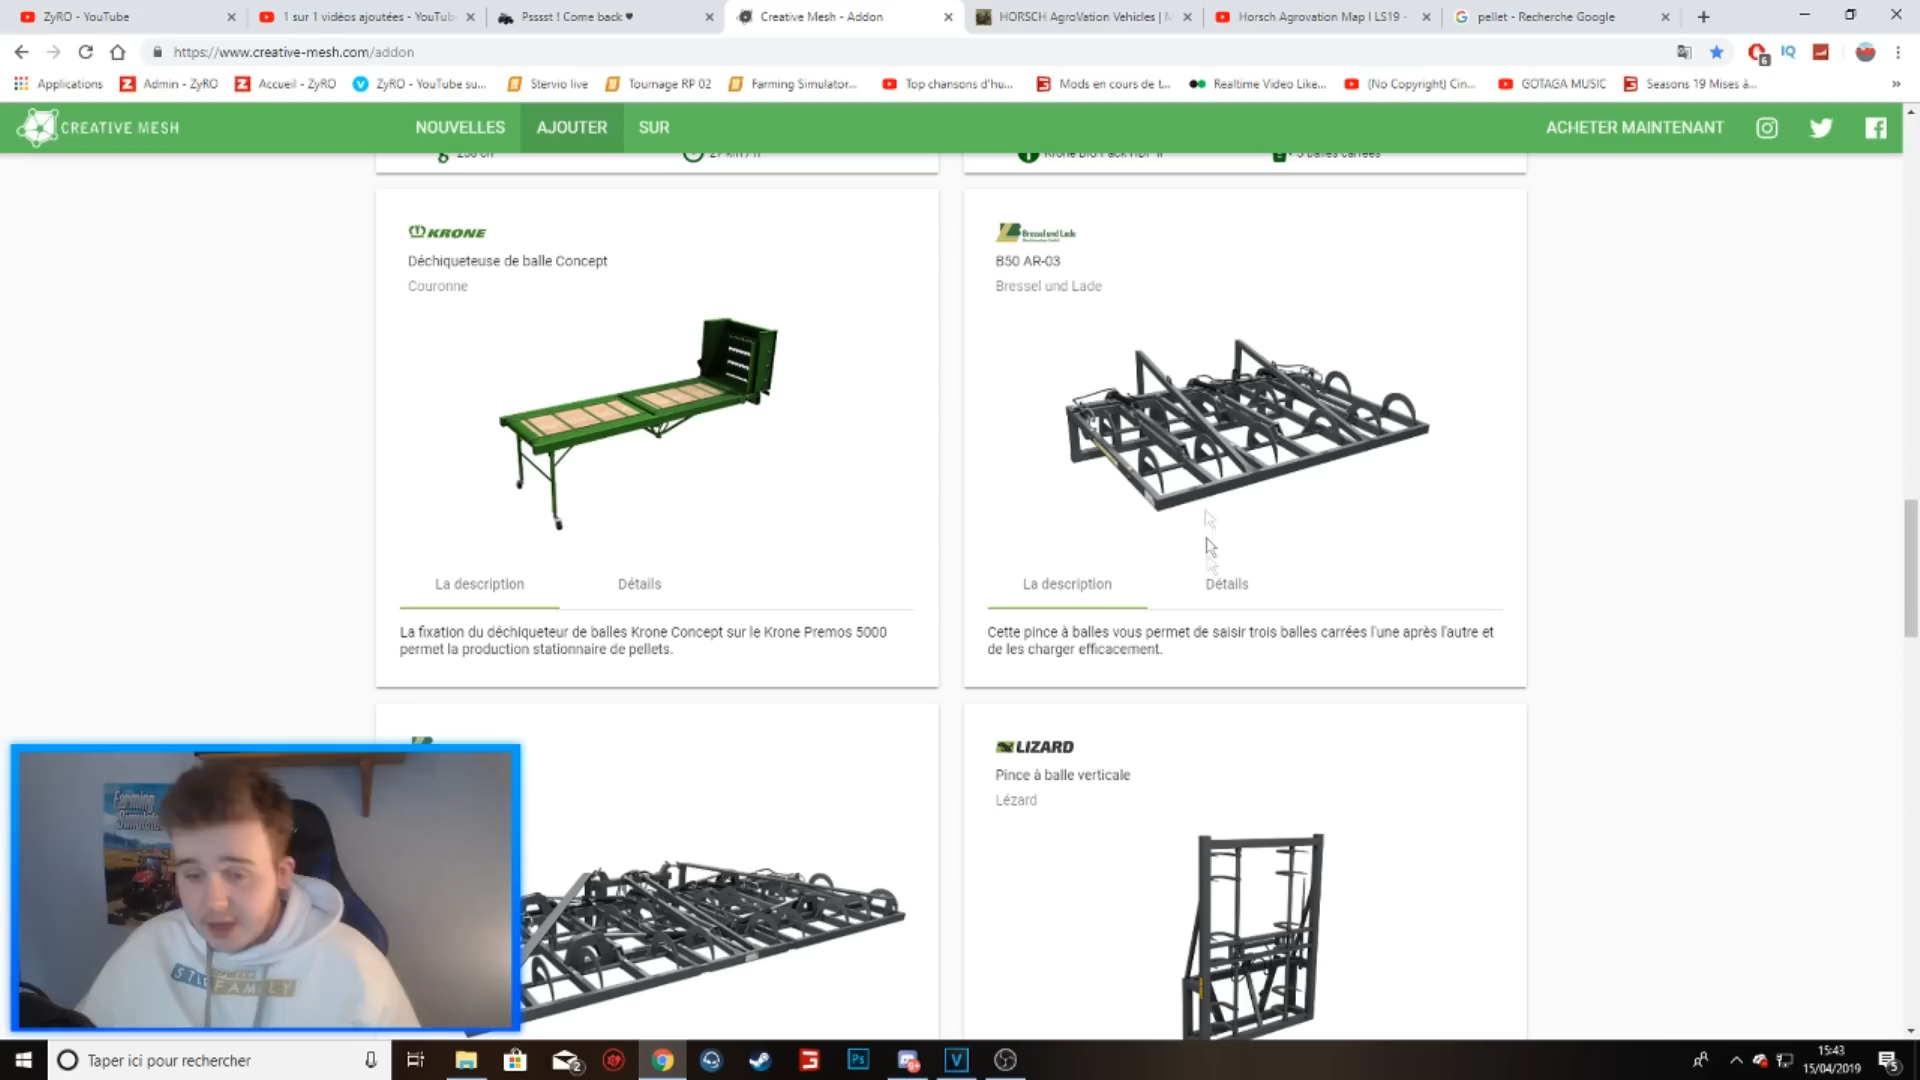 ZyRO - YouTube
1 sur 1 vidéos ajoutées - YouTub
Psssst ! Come back ♥
Creative Mesh - Addon
HORSCH AgroVation Vehicles |
Horsch Agrovation Map I LS19 -
pellet - Recherche Google
https://www.creative-mesh.com/addon
Applications
Admin - ZyRO
Accueil - ZyRO
ZyRO - YouTube su...
Stervio live
Tournage RP 02
Farming Simulator...
Top chansons d'hu...
Mods en cours de t...
Realtime Video Like...
(No Copyright) Cin...
GOTAGA MUSIC
Seasons 19 Mises à...
CREATIVE MESH
NOUVELLES
AJOUTER
SUR
ACHETER MAINTENANT
KRONE
Déchiqueteuse de balle Concept
Couronne
La description
Détails
La fixation du déchiqueteur de balles Krone Concept sur le Krone Premos 5000
permet la production stationnaire de pellets.
Bressel und Lade
B50 AR-03
Bressel und Lade
La description
Détails
Cette pince à balles vous permet de saisir trois balles carrées l'une après l'autre et
de les charger efficacement.
LIZARD
Pince à balle verticale
Lézard
FAMILY
Taper ici pour rechercher
15:43
15/04/2019